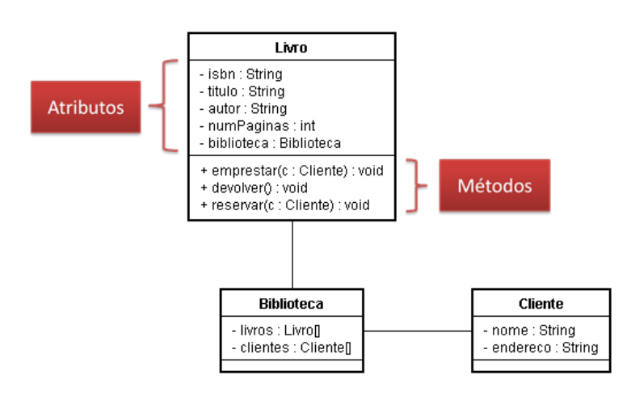 Livro
Atributos
- isbn : String
- titulo : String
- autor : String
- numPaginas : int
- biblioteca : Biblioteca
+ emprestar(c : Cliente) : void
+ devolver() : void
+ reservar(c : Cliente) : void
Métodos
Biblioteca
- livros : Livro[]
- clientes : Cliente[]
Cliente
- nome : String
- endereco : String